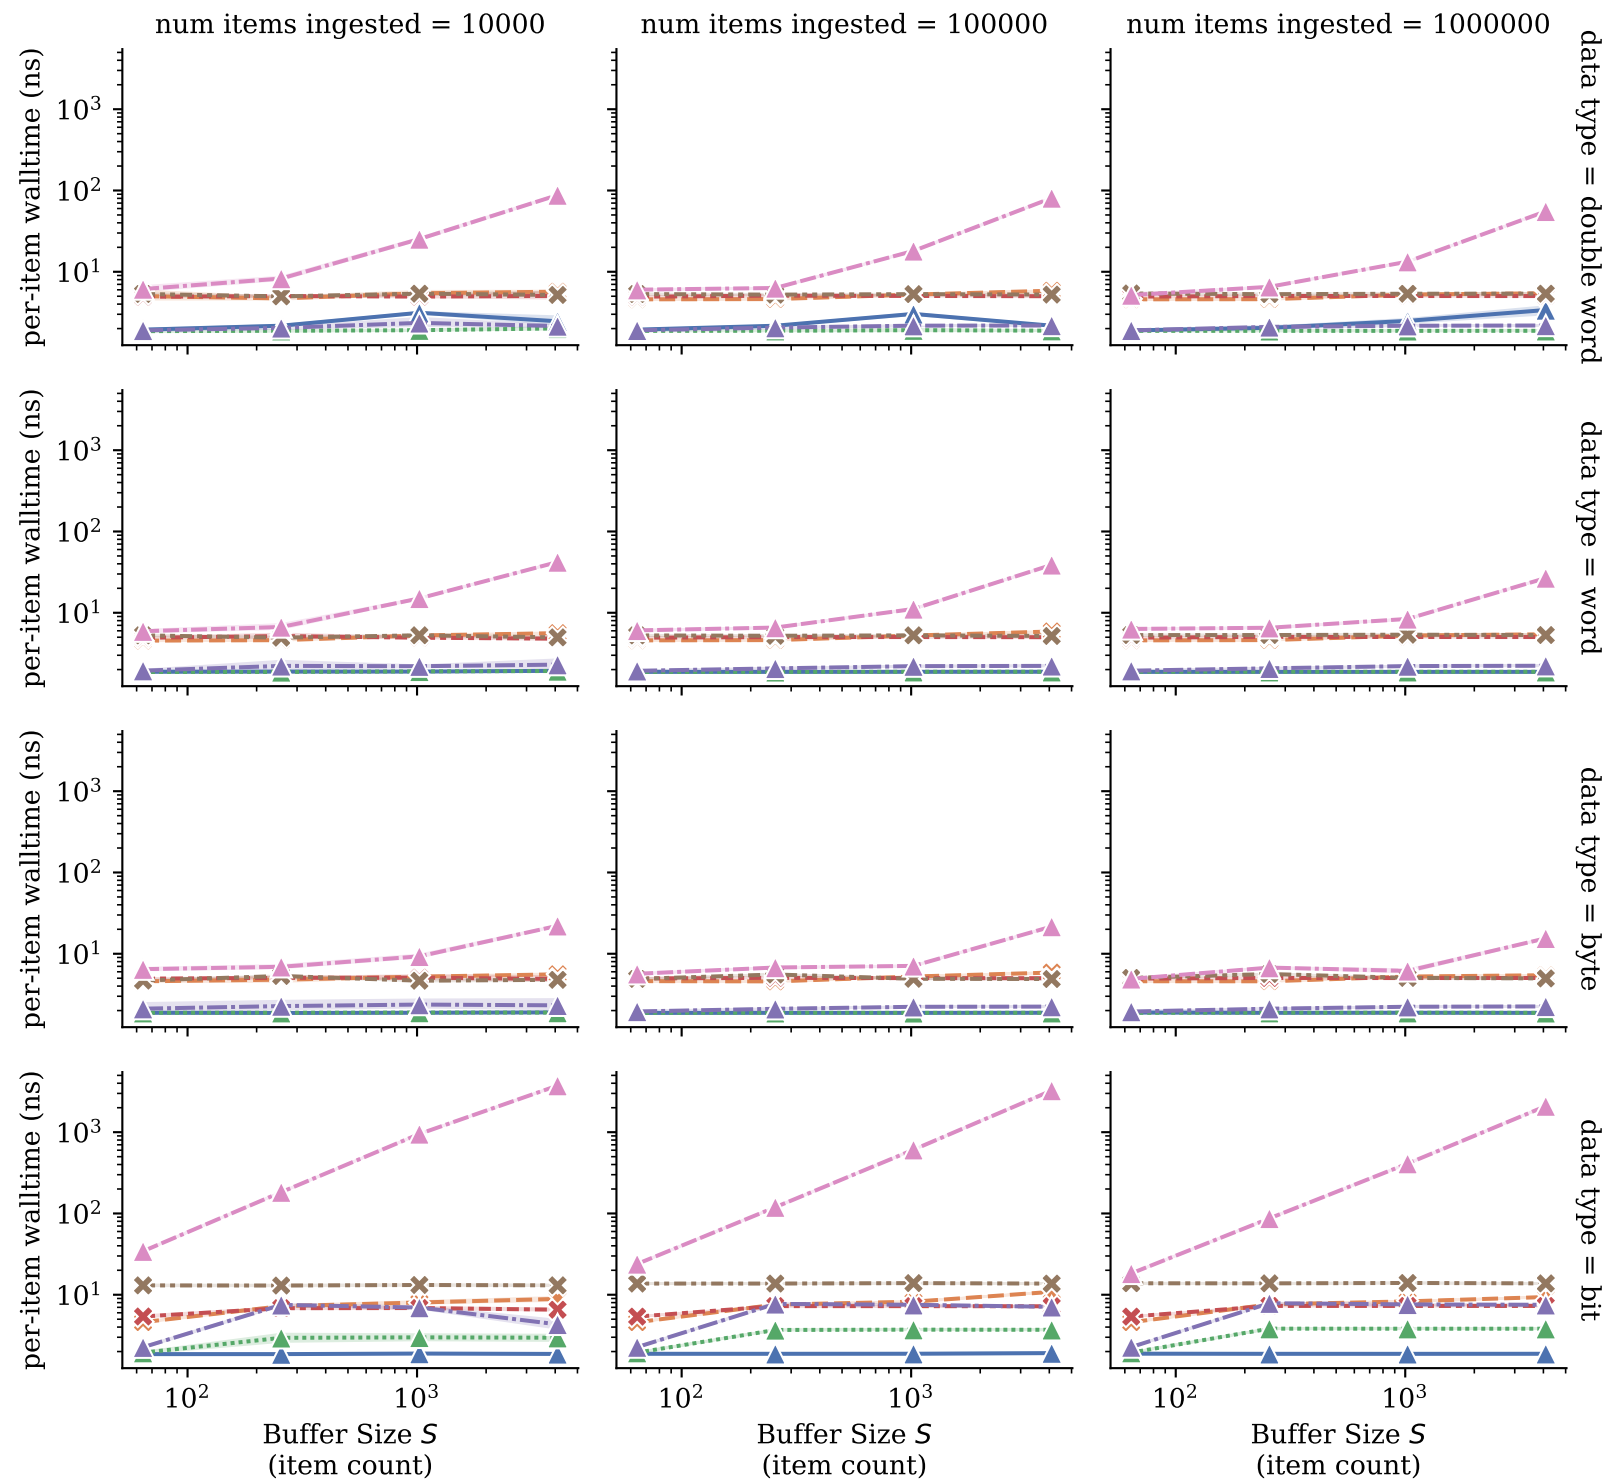 num items ingested = 10000
num items ingested = 100000
num items ingested = 1000000
per-item walltime (ns)
10³
10²
10¹
data type = double word
per-item walltime (ns)
10³
10²
10¹
data type = word
per-item walltime (ns)
10³
10²
10¹
data type = byte
per-item walltime (ns)
10³
10²
10¹
data type = bit
10² 10³
10² 10³
10² 10³
Buffer Size S
(item count)
Buffer Size S
(item count)
Buffer Size S
(item count)